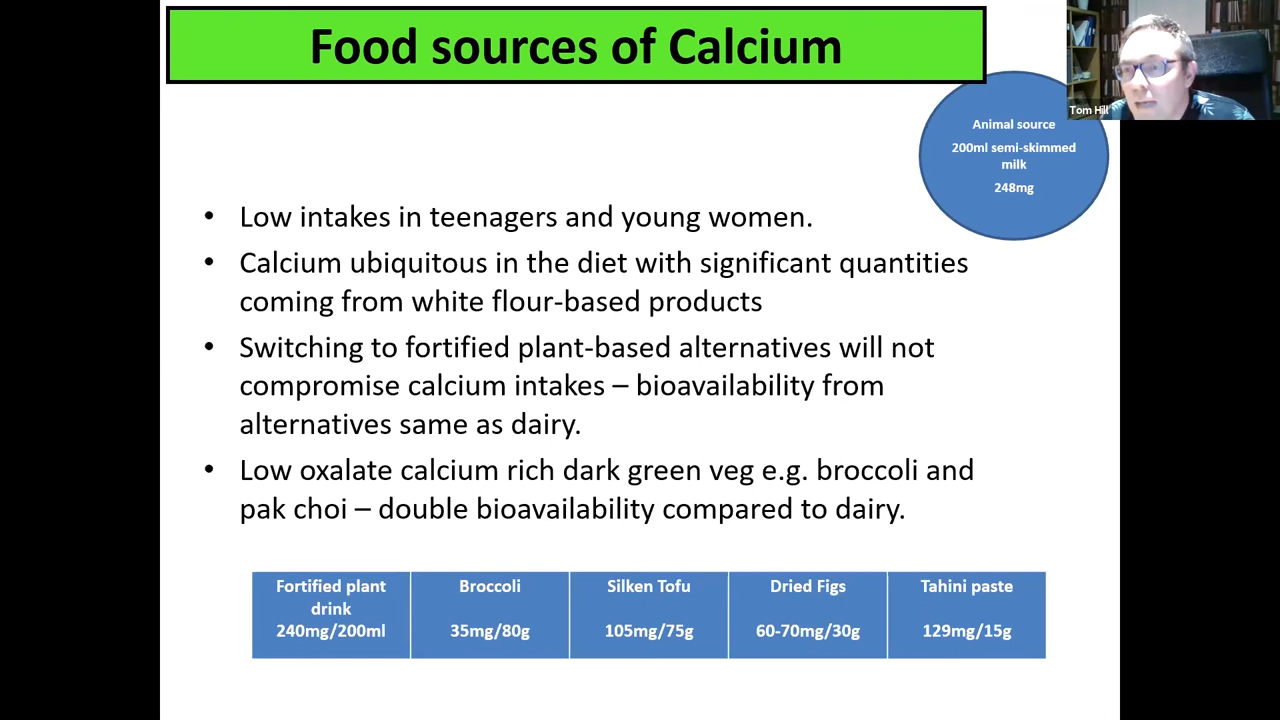 Food sources of Calcium
Tom Hill
Animal source
200ml semi-skimmed
milk
248mg
• Low intakes in teenagers and young women.
• Calcium ubiquitous in the diet with significant quantities
coming from white flour-based products
• Switching to fortified plant-based alternatives will not
compromise calcium intakes – bioavailability from
alternatives same as dairy.
• Low oxalate calcium rich dark green veg e.g. broccoli and
pak choi – double bioavailability compared to dairy.
Fortified plant
drink
240mg/200ml
Broccoli
35mg/80g
Silken Tofu
105mg/75g
Dried Figs
60-70mg/30g
Tahini paste
129mg/15g